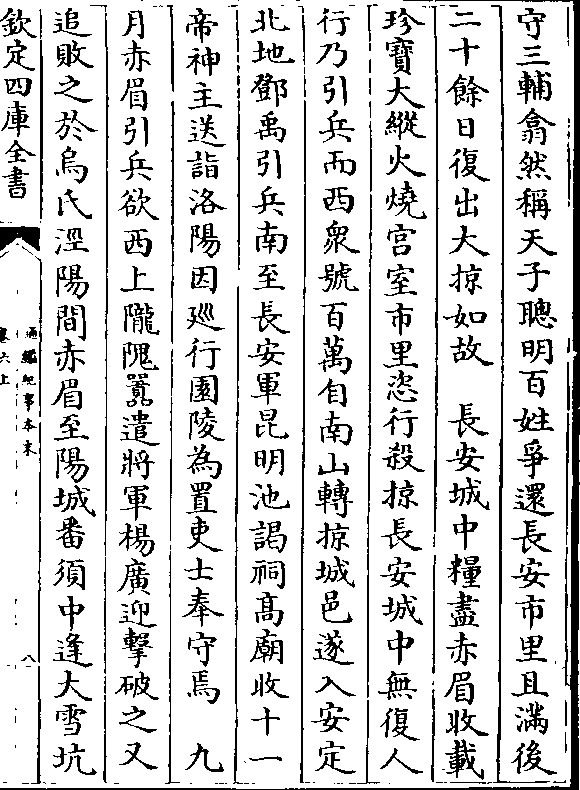 守三輔翕然稱天子聰明百姓爭還長安市里且滿後
二十餘日復出大掠如故　長安城中糧盡赤眉收載
珍寶大縱火燒宫室市里恣行殺掠長安城中無復人
行乃引兵而西衆號百萬自南山轉掠城邑遂入安定
北地鄧禹引兵南至長安軍昆明池謁祠髙廟收十一
帝神主送詣洛陽因廵行園陵為置吏士奉守焉　九
月赤眉引兵欲西上隴隗囂遣將軍楊廣迎擊破之又
追敗之於烏氏涇陽間赤眉至陽城番須中逢大雪坑
欽定四庫全書
通鑑紀事本末
卷六上
八